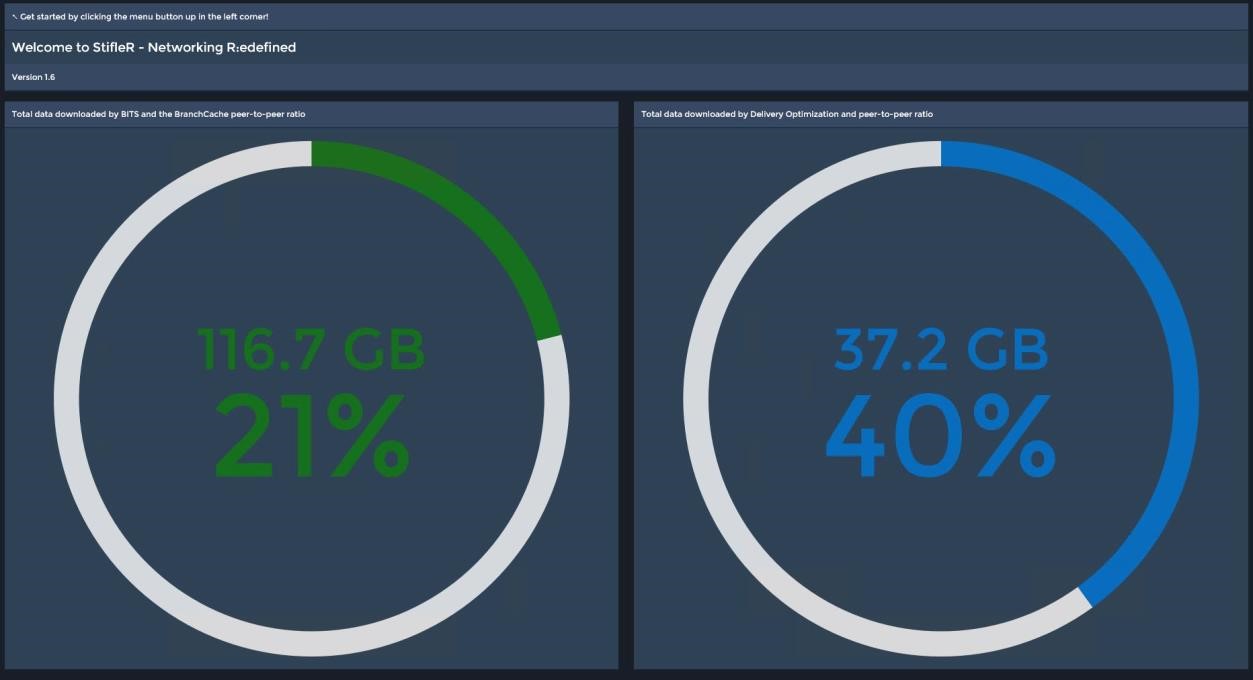 ↖ Get started by clicking the menu button up in the left corner!
Welcome to StifleR - Networking R:edefined
Version 1.6
Total data downloaded by BITS and the BranchCache peer-to-peer ratio
116.7 GB
21%
Total data downloaded by Delivery Optimization and peer-to-peer ratio
37.2 GB
40%